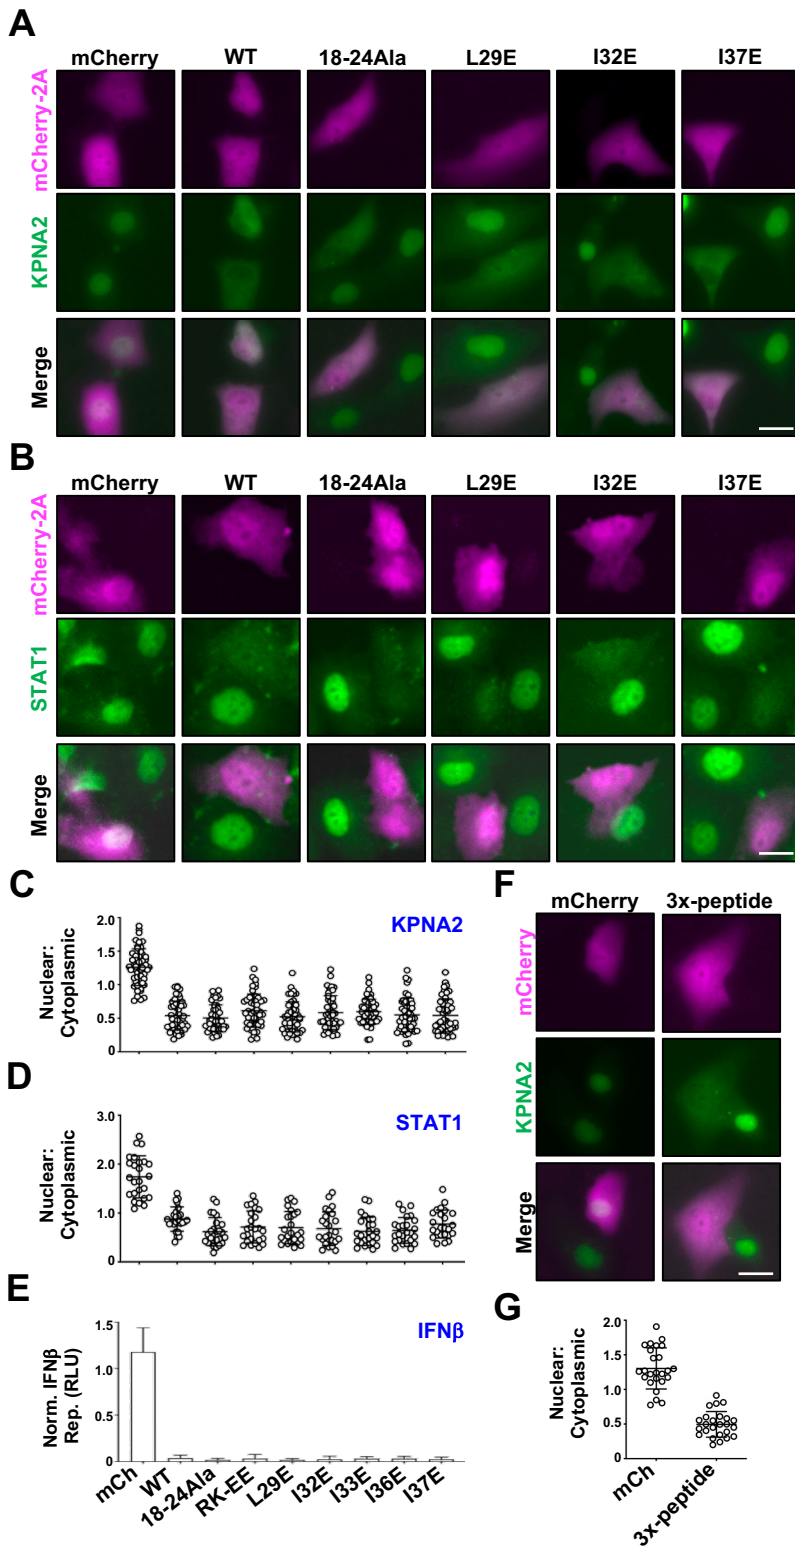 A
mCherry WT 18-24Ala L29E I32E I37E
mCherry-2A
KPNA2
Merge
B
mCherry WT 18-24Ala L29E I32E I37E
mCherry-2A
STAT1
Merge
C
KPNA2
Nuclear:
Cytoplasmic
2.0
1.5
1.0
0.5
0
D
STAT1
Nuclear:
Cytoplasmic
3.0
2.0
1.0
0
E
IFNβ
Norm. IFNβ
Rep. (RLU)
1.5
1.0
0.5
0
mCh WT 18-24Ala RK-EE L29E I32E I33E I36E I37E
F
mCherry 3x-peptide
mCherry
KPNA2
Merge
G
Nuclear:
Cytoplasmic
2.0
1.5
1.0
0.5
0
mCh 3x-peptide